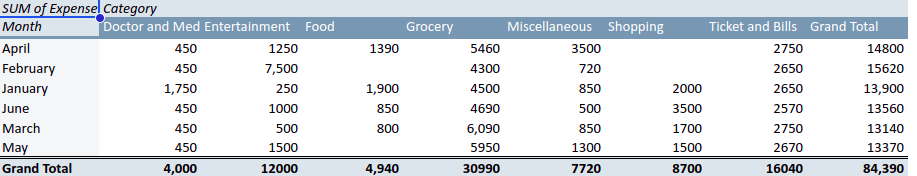 SUM of Expense Category
Month Doctor and Med Entertainment Food Grocery Miscellaneous Shopping Ticket and Bills Grand Total
April 450 1250 1390 5460 3500 2750 14800
February 450 7,500 4300 720 2650 15620
January 1,750 250 1,900 4500 850 2000 2650 13,900
June 450 1000 850 4690 500 3500 2570 13560
March 450 500 800 6,090 850 1700 2750 13140
May 450 1500 5950 1300 1500 2670 13370
Grand Total 4,000 12000 4,940 30990 7720 8700 16040 84,390